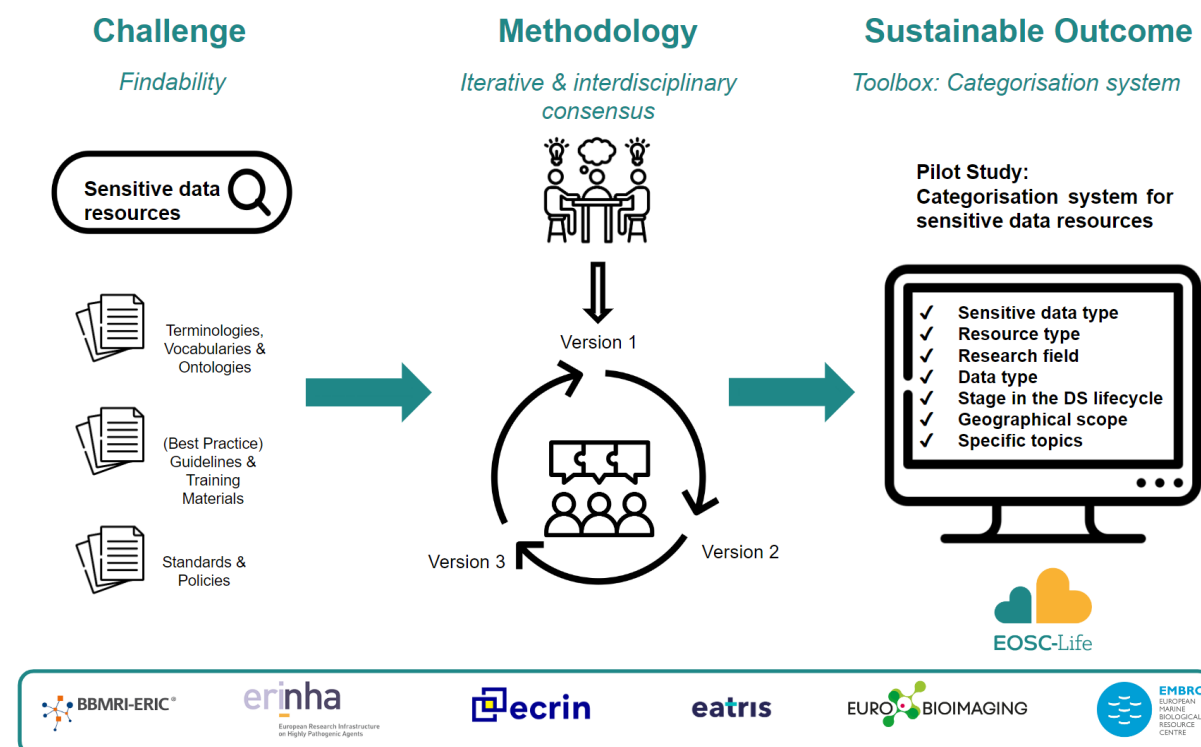 Challenge
Findability
Sensitive data
resources
Terminologies,
Vocabularies &
Ontologies
(Best Practice)
Guidelines &
Training
Materials
Standards &
Policies
Methodology
Iterative & interdisciplinary
consensus
Version 1
Version 2
Version 3
Sustainable Outcome
Toolbox: Categorisation system
Pilot Study:
Categorisation system for
sensitive data resources
✓ Sensitive data type
✓ Resource type
✓ Research field
✓ Data type
✓ Stage in the DS lifecycle
✓ Geographical scope
✓ Specific topics
EOSC-Life
BBMRI-ERIC®
erinha
European Research Infrastructure
on Highly Pathogenic Agents
ecrin
eatris
EURO BIOIMAGING
EMBRC
EUROPEAN
MARINE
BIOLOGICAL
RESOURCE
CENTRE